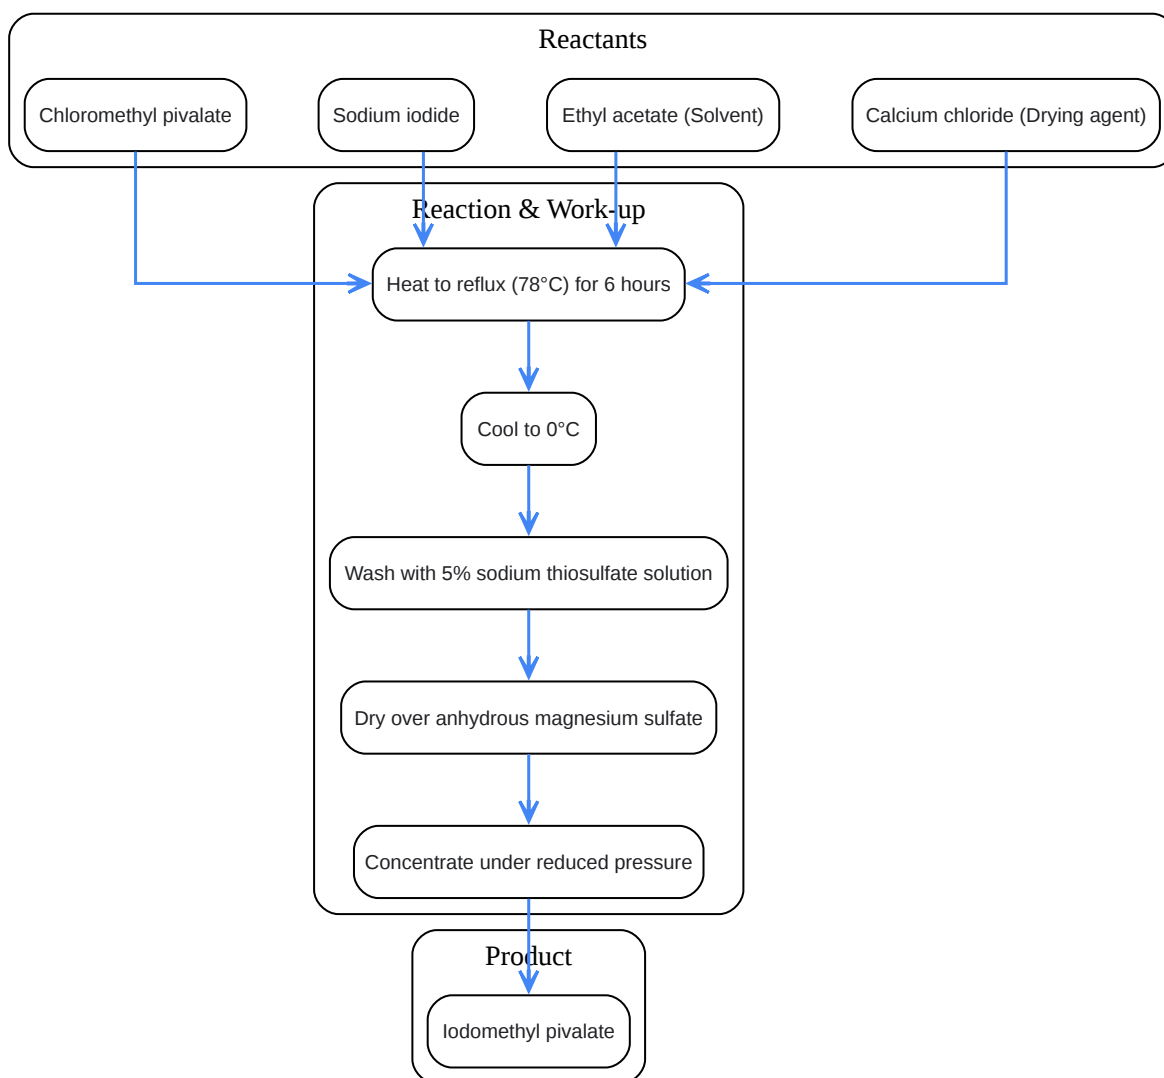 Reactants
Chloromethyl pivalate
Sodium iodide
Ethyl acetate (Solvent)
Calcium chloride (Drying agent)
Reaction & Work-up
Heat to reflux (78°C) for 6 hours
Cool to 0°C
Wash with 5% sodium thiosulfate solution
Dry over anhydrous magnesium sulfate
Concentrate under reduced pressure
Product
Iodomethyl pivalate